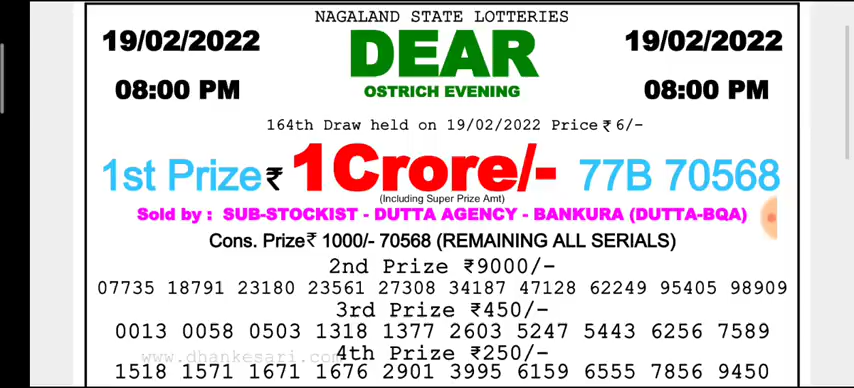 NAGALAND STATE LOTTERIES
19/02/2022 DEAR 19/02/2022
08:00 PM OSTRICH EVENING 08:00 PM
164th Draw held on 19/02/2022 Price ₹ 6/-
1st Prize ₹ 1Crore/- 77B 70568
(Including Super Prize Amt)
Sold by : SUB-STOCKIST - DUTTA AGENCY - BANKURA (DUTTA-BQA)
Cons. Prize₹ 1000/- 70568 (REMAINING ALL SERIALS)
2nd Prize ₹9000/-
07735 18791 23180 23561 27308 34187 47128 62249 95405 98909
3rd Prize ₹450/-
0013 0058 0503 1318 1377 2603 5247 5443 6256 7589
www.dhankesari.com
4th Prize ₹250/-
1518 1571 1671 1676 2901 3995 6159 6555 7856 9450